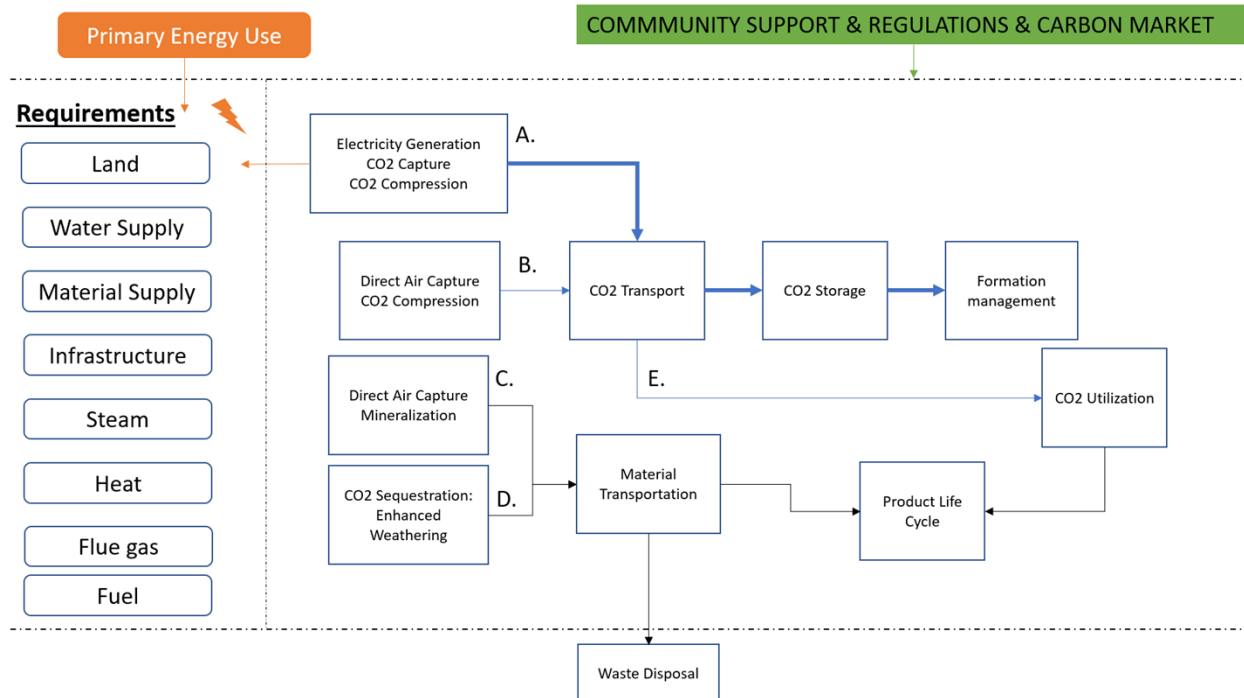 Primary Energy Use
COMMMUNITY SUPPORT & REGULATIONS & CARBON MARKET
Requirements
Land
Water Supply
Material Supply
Infrastructure
Steam
Heat
Flue gas
Fuel
Electricity Generation
CO2 Capture
CO2 Compression
A.
Direct Air Capture
CO2 Compression
B.
CO2 Transport
CO2 Storage
Formation
management
Direct Air Capture
Mineralization
C.
E.
CO2 Utilization
CO2 Sequestration:
Enhanced
Weathering
D.
Material
Transportation
Product Life
Cycle
Waste Disposal